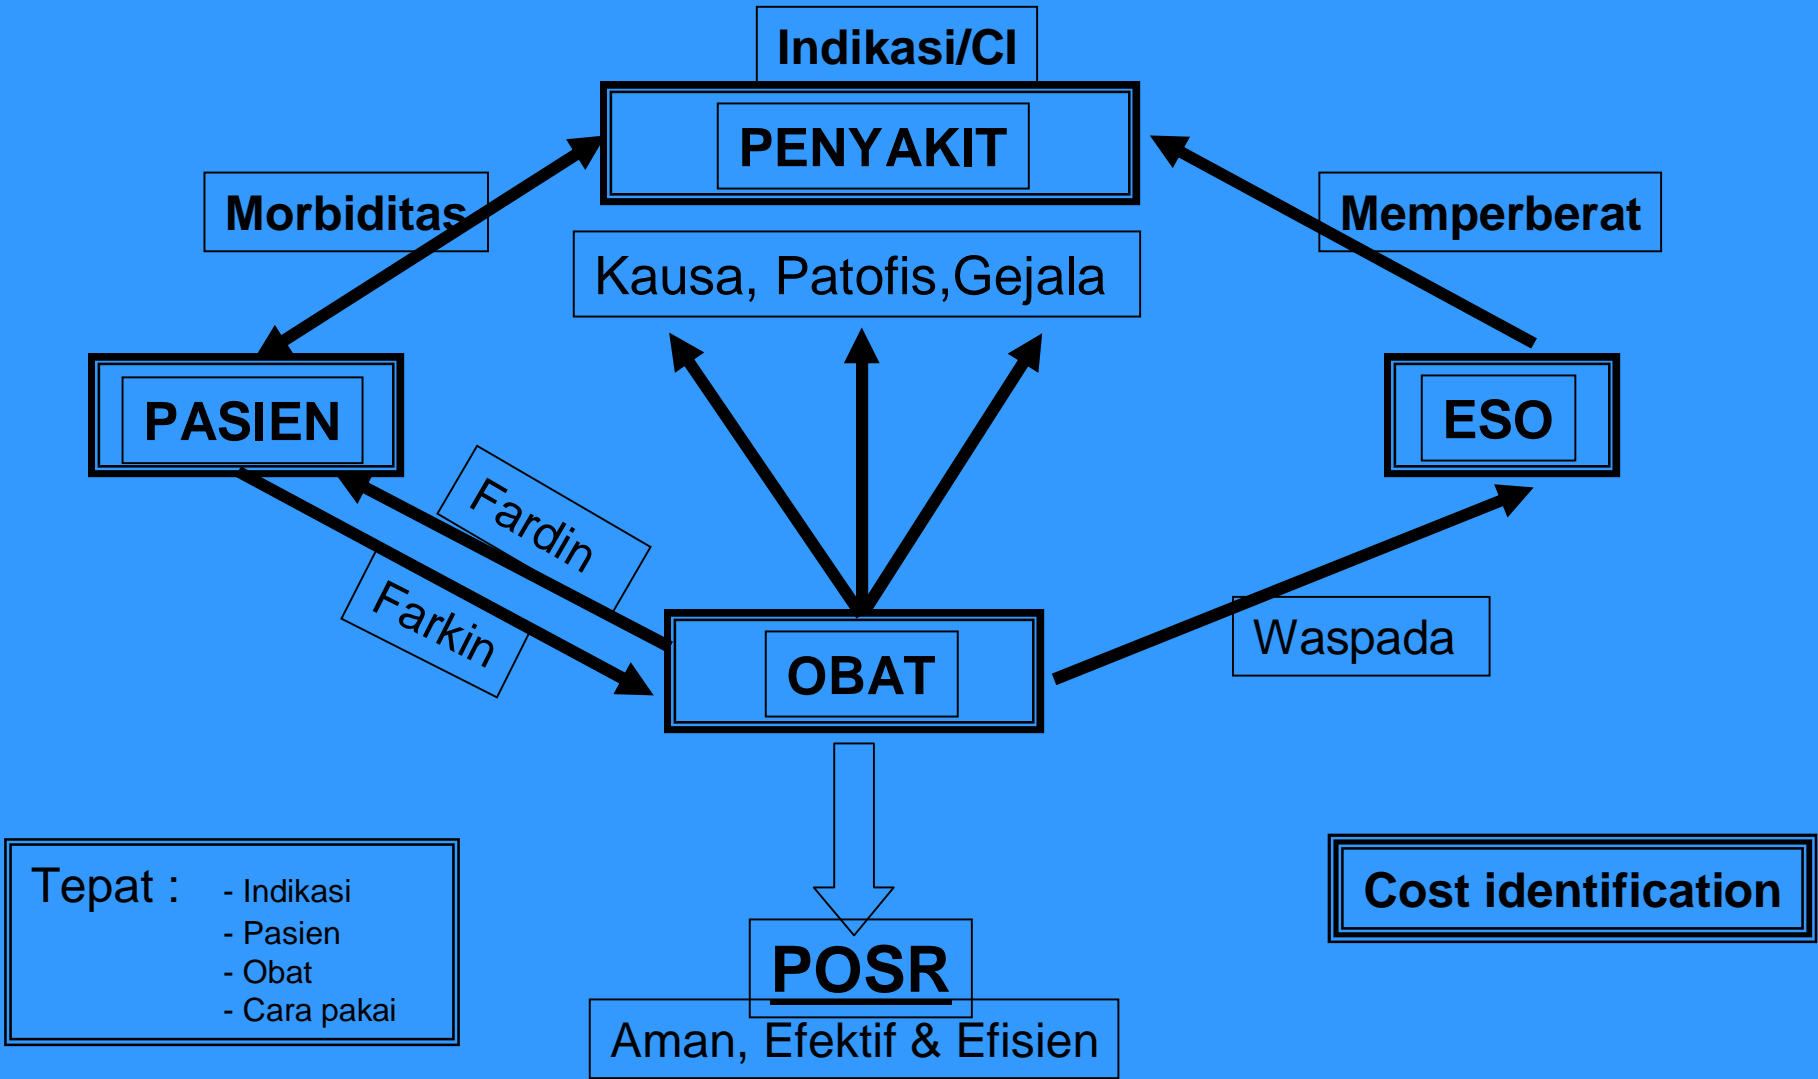 Indikasi/CI
PENYAKIT
Morbiditas
Memperberat
Kausa, Patofis,Gejala
PASIEN
ESO
Fardin
Farkin
Waspada
OBAT
Tepat : - Indikasi
- Pasien
- Obat
- Cara pakai
Cost identification
POSR
Aman, Efektif & Efisien